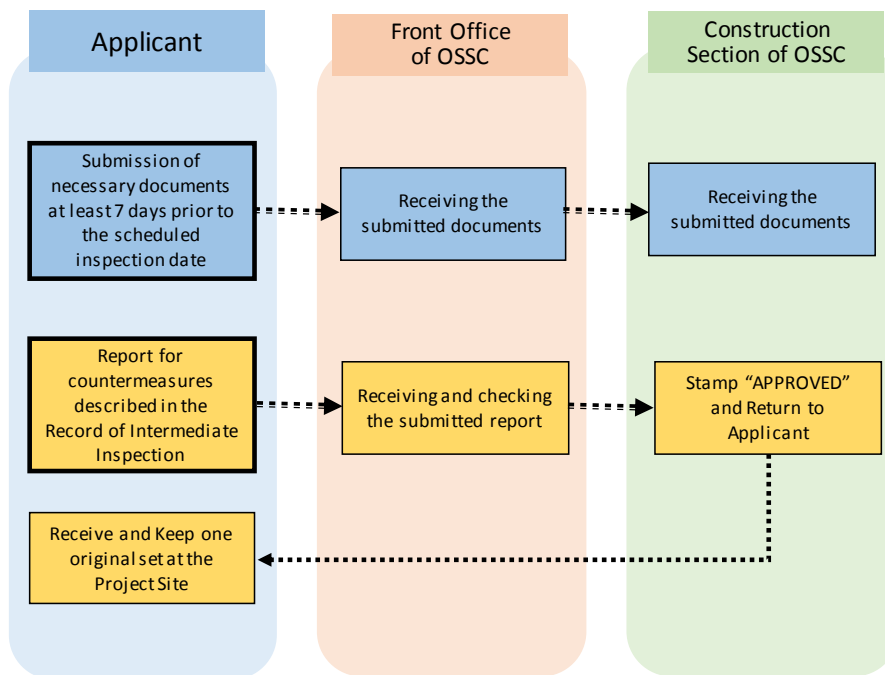 Applicant
Front Office
of OSSC
Construction
Section of OSSC
Submission of
necessary documents
at least 7 days prior to
the scheduled
inspection date
Receiving the
submitted documents
Receiving the
submitted documents
Report for
countermeasures
described in the
Record of Intermediate
Inspection
Receiving and checking
the submitted report
Stamp “APPROVED”
and Return to
Applicant
Receive and Keep one
original set at the
Project Site